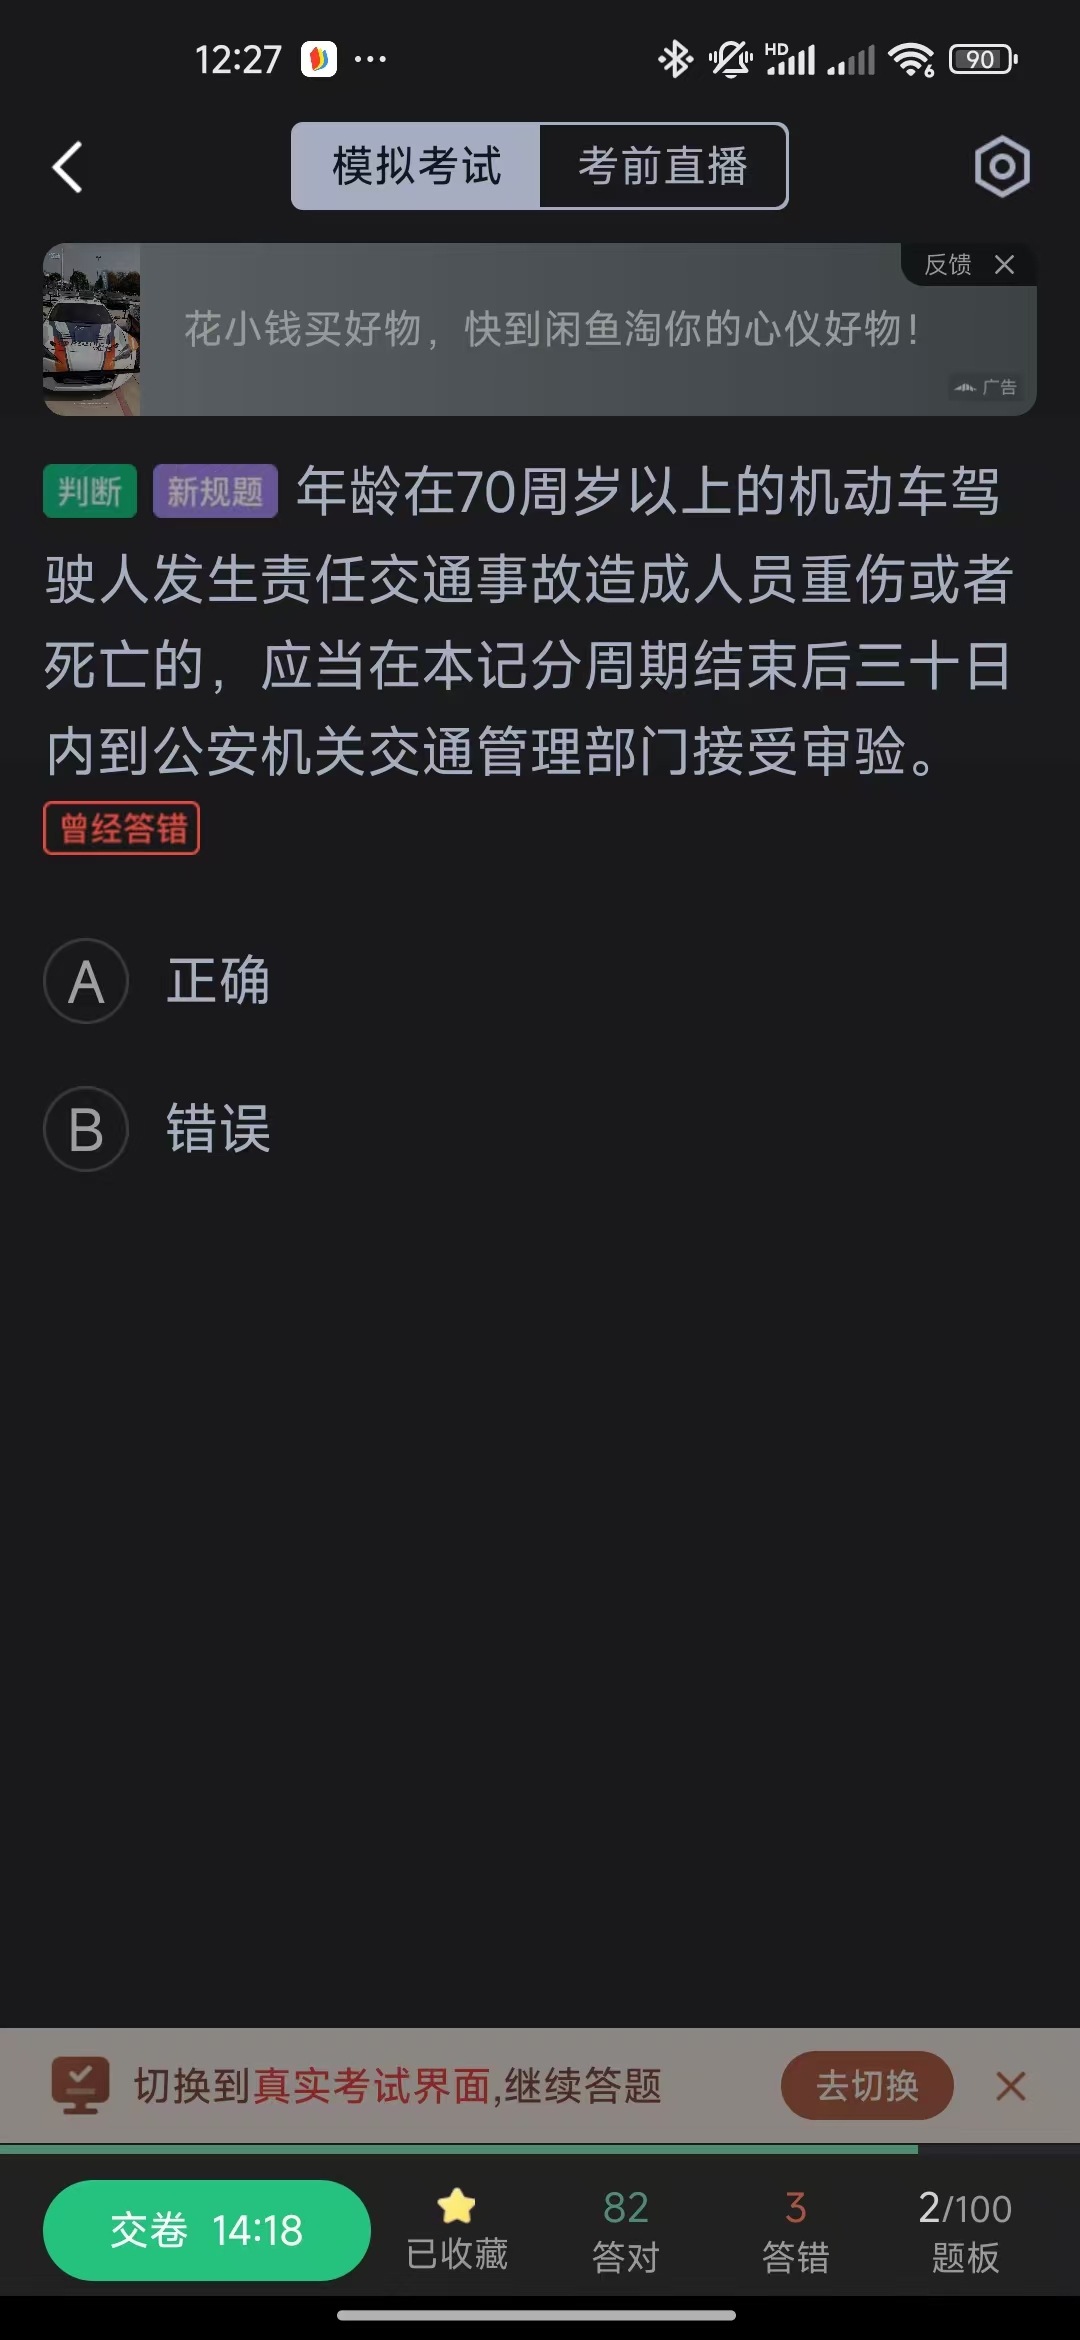 12:27
HD
6
90
模拟考试
考前直播
反馈
花小钱买好物，快到闲鱼淘你的心仪好物！
广告
判断 新规题 年龄在70周岁以上的机动车驾
驶人发生责任交通事故造成人员重伤或者
死亡的，应当在本记分周期结束后三十日
内到公安机关交通管理部门接受审验。
曾经答错
A 正确
B 错误
切换到真实考试界面,继续答题
去切换
交卷 14:18
已收藏
82
答对
3
答错
2/100
题板